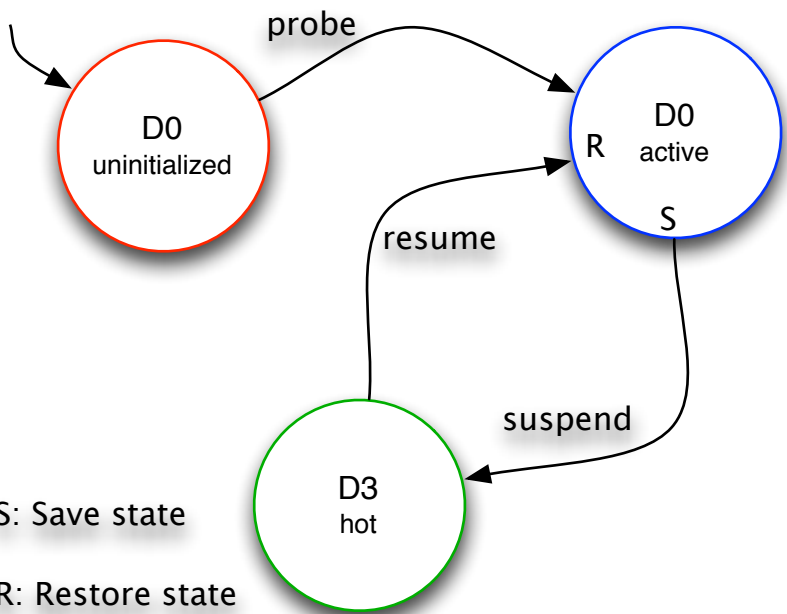 probe
D0
uninitialized
D0
R active
S
resume
suspend
D3
hot
S: Save state
R: Restore state